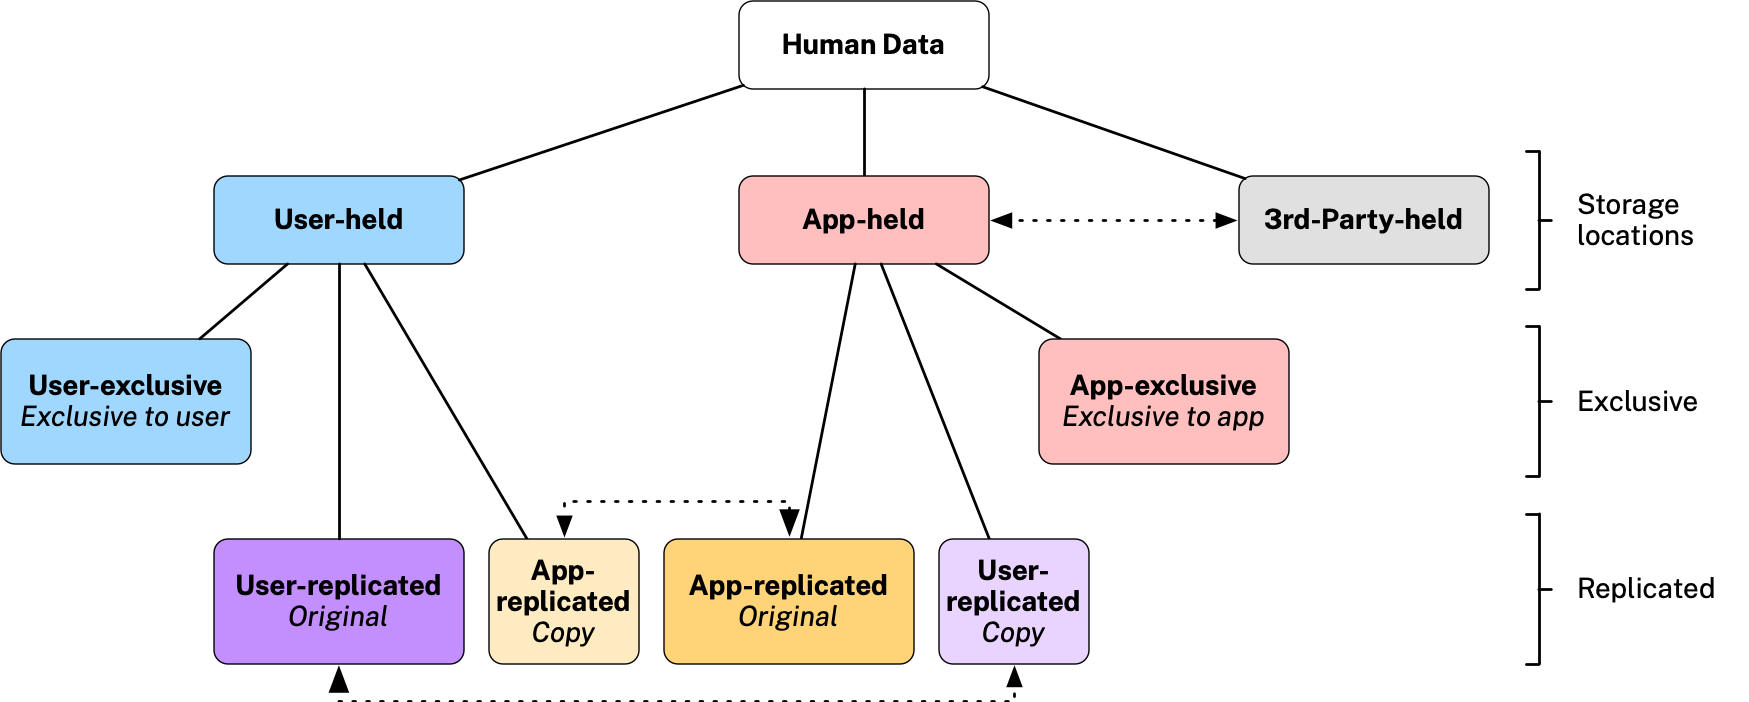 Human Data
User-held
App-held
3rd-Party-held
Storage
locations
User-exclusive
Exclusive to user
App-exclusive
Exclusive to app
Exclusive
User-replicated
Original
App-
replicated
Copy
App-replicated
Original
User-
replicated
Copy
Replicated